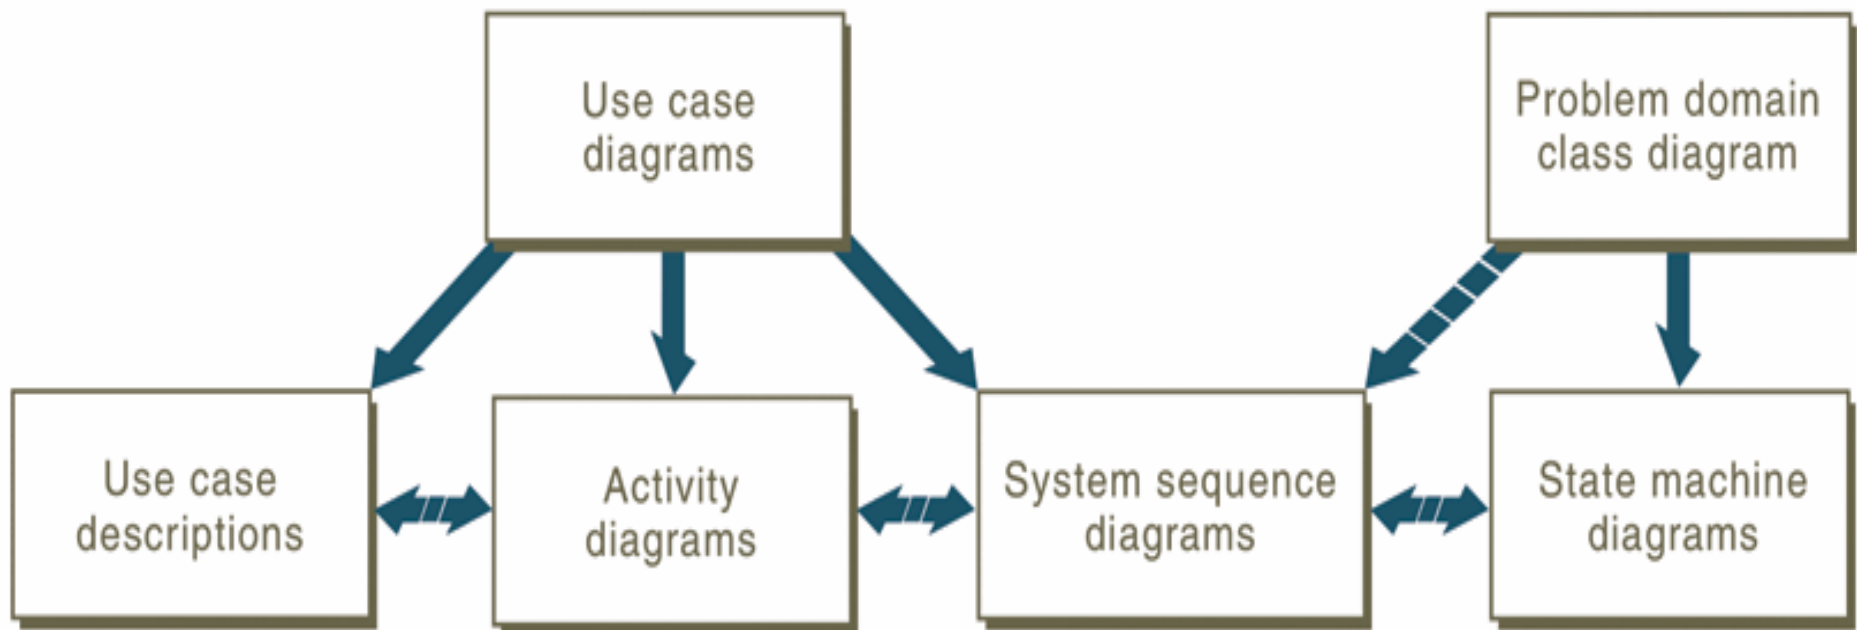 Use case
diagrams
Problem domain
class diagram
Use case
descriptions
Activity
diagrams
System sequence
diagrams
State machine
diagrams